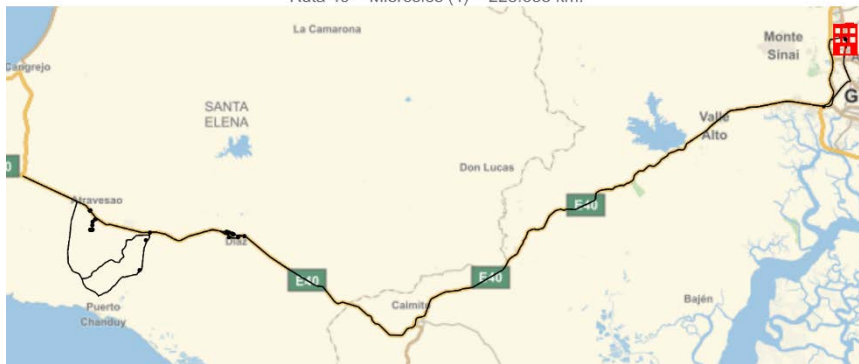 La Camarona
Monte
Sinai
Cangrejo
SANTA
ELENA
Valle
Alto
Don Lucas
Atravesao
E40
Díaz
E40
E40
Caimito
Bajén
Puerto
Chanduy